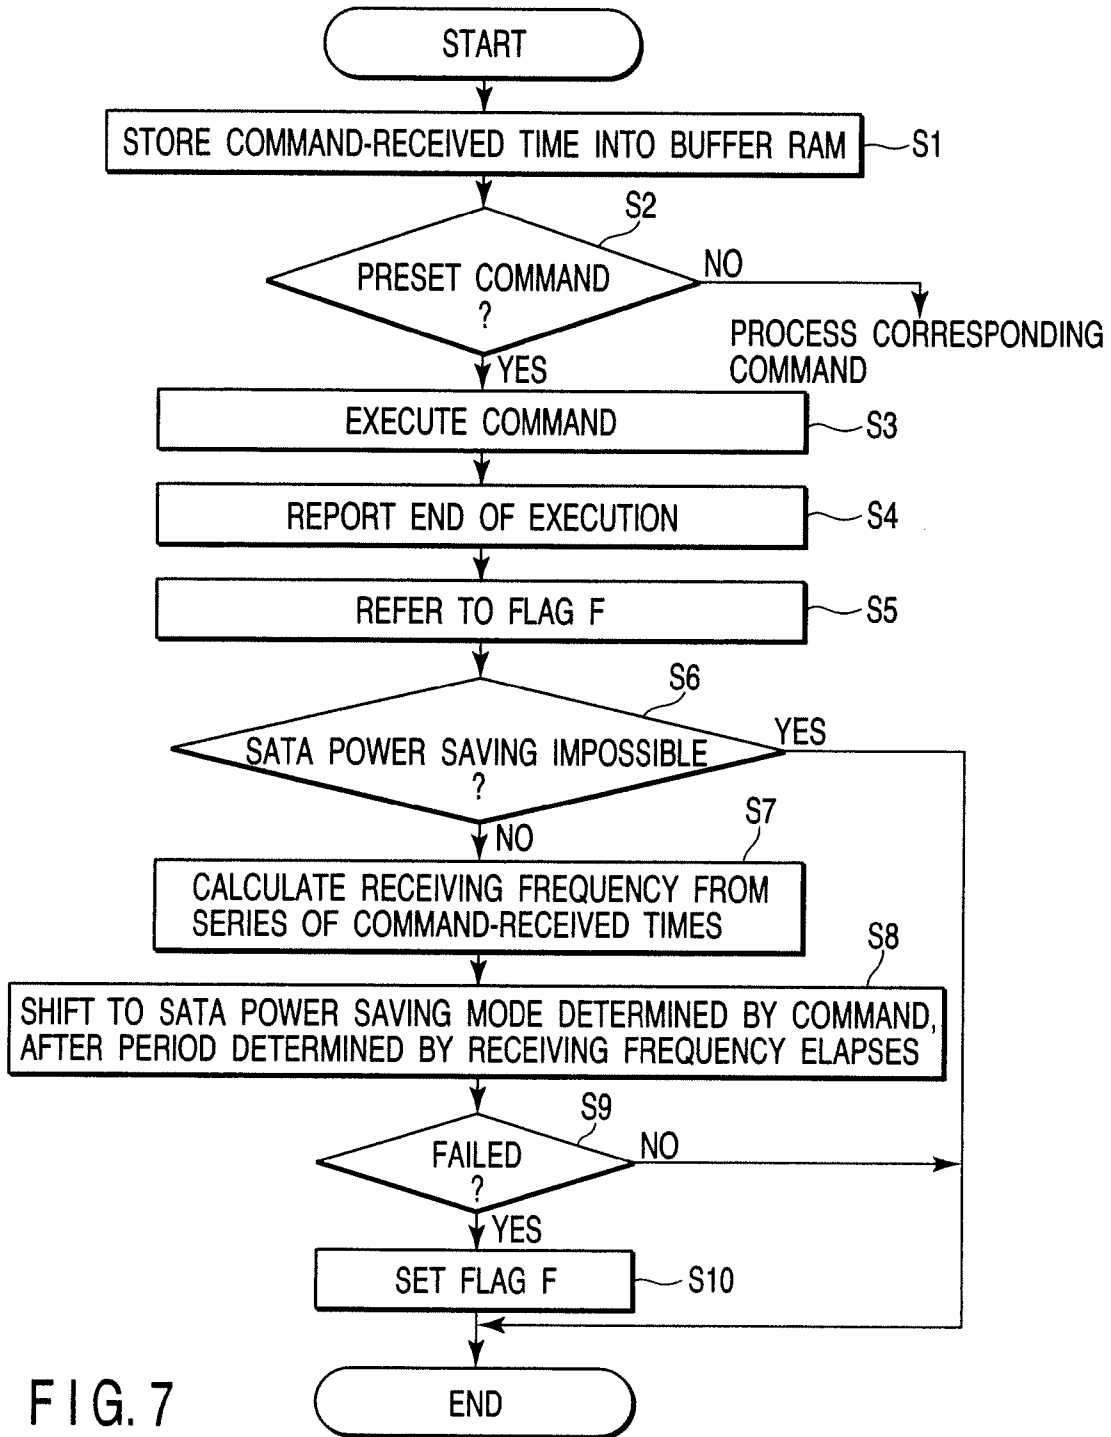 START
STORE COMMAND-RECEIVED TIME INTO BUFFER RAM
S1
S2
PRESET COMMAND
?
NO
PROCESS CORRESPONDING
COMMAND
YES
EXECUTE COMMAND
S3
REPORT END OF EXECUTION
S4
REFER TO FLAG F
S5
S6
SATA POWER SAVING IMPOSSIBLE
?
YES
NO
S7
CALCULATE RECEIVING FREQUENCY FROM
SERIES OF COMMAND-RECEIVED TIMES
S8
SHIFT TO SATA POWER SAVING MODE DETERMINED BY COMMAND,
AFTER PERIOD DETERMINED BY RECEIVING FREQUENCY ELAPSES
S9
FAILED
?
NO
YES
SET FLAG F
S10
END
FIG. 7